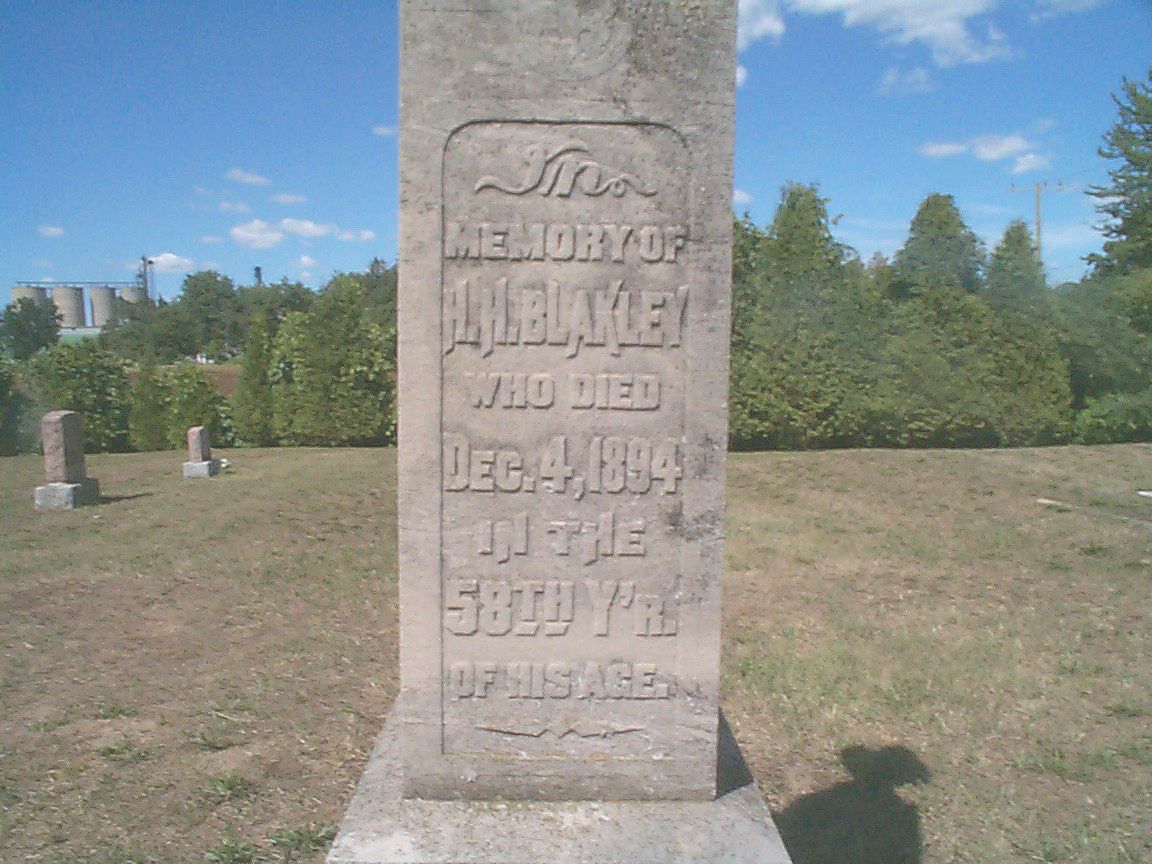 In
MEMORY OF
H.H. BLAKLEY
WHO DIED
DEC. 4, 1894
IN THE
58TH Y'R.
OF HIS AGE.